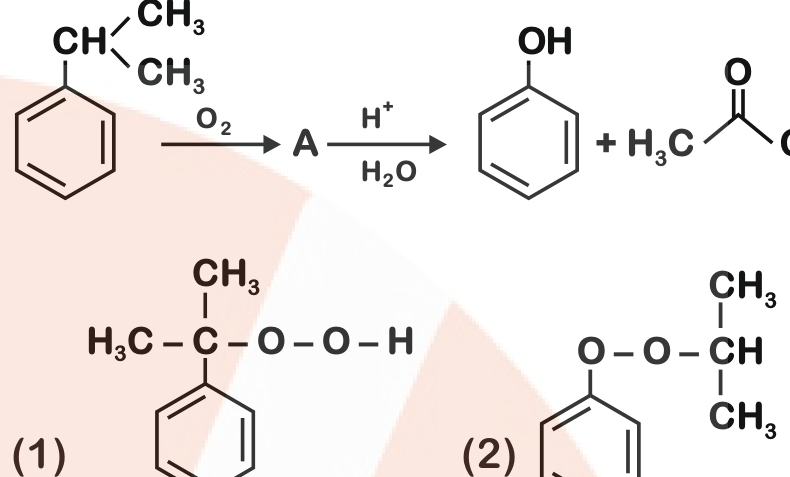 CH₃
CH
CH₃
O₂ A H⁺ H₂O
OH
O
+ H₃C
CH₃
H₃C – C – O – O – H
(1)
CH₃
O – O – CH
CH₃
(2)